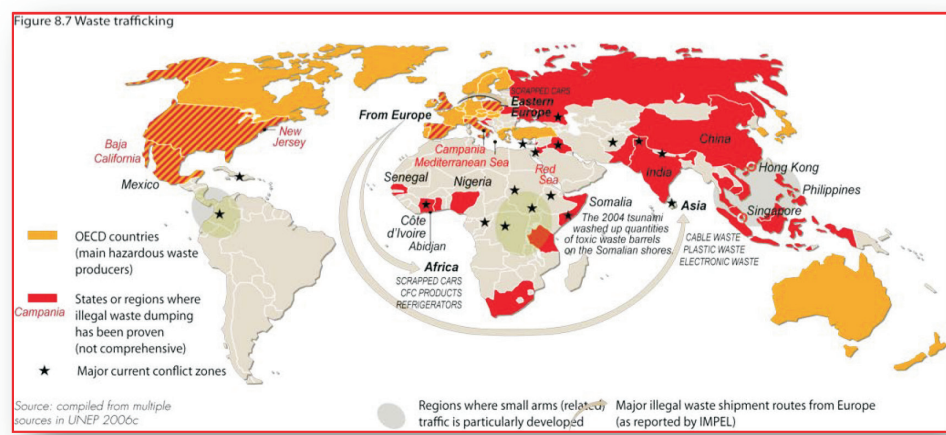 Figure 8.7 Waste trafficking
SCRAPPED CARS
Eastern
Europe
From Europe
New
Jersey
Baja
California
Mexico
Campania
Mediterranean Sea
Red
Sea
China
Hong Kong
India
Philippines
Senegal
Nigeria
Somalia
Asia
Singapore
Côte
d'Ivoire
Abidjan
The 2004 tsunami
washed up quantities
of toxic waste barrels
on the Somalian shores.
CABLE WASTE
PLASTIC WASTE
ELECTRONIC WASTE
Africa
SCRAPPED CARS
CFC PRODUCTS
REFRIGERATORS
OECD countries
(main hazardous waste
producers)
Campania
States or regions where
illegal waste dumping
has been proven
(not comprehensive)
Major current conflict zones
Source: compiled from multiple
sources in UNEP 2006c
Regions where small arms (related)
traffic is particularly developed
Major illegal waste shipment routes from Europe
(as reported by IMPEL)